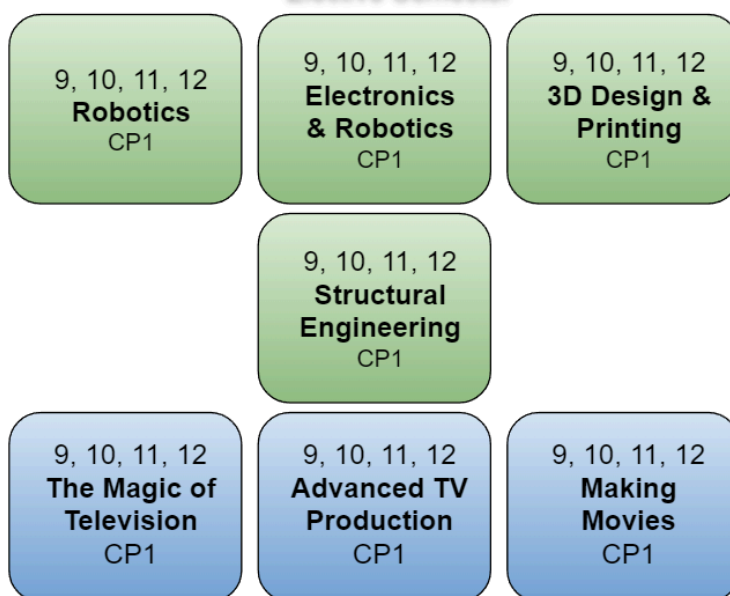 9, 10, 11, 12
Robotics
CP1
9, 10, 11, 12
Electronics
& Robotics
CP1
9, 10, 11, 12
3D Design &
Printing
CP1
9, 10, 11, 12
Structural
Engineering
CP1
9, 10, 11, 12
The Magic of
Television
CP1
9, 10, 11, 12
Advanced TV
Production
CP1
9, 10, 11, 12
Making
Movies
CP1